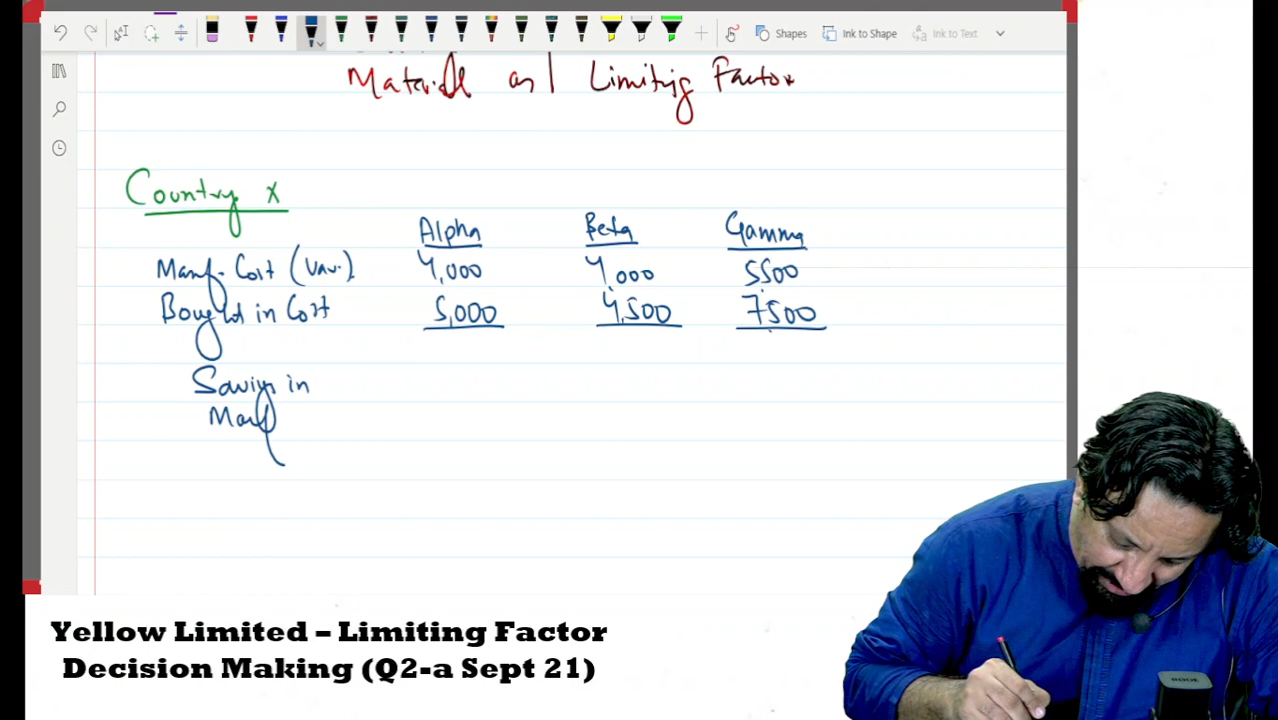 Shapes Ink to Shape Ink to Text
Material as Limiting Factor
Country X
Alpha Beta Gamma
Manf. Cost (Var.) 4,000 4,000 5500
Bought in Cost 5,000 4,500 7500
Saving in
Manf
Yellow Limited – Limiting Factor
Decision Making (Q2-a Sept 21)
RODE